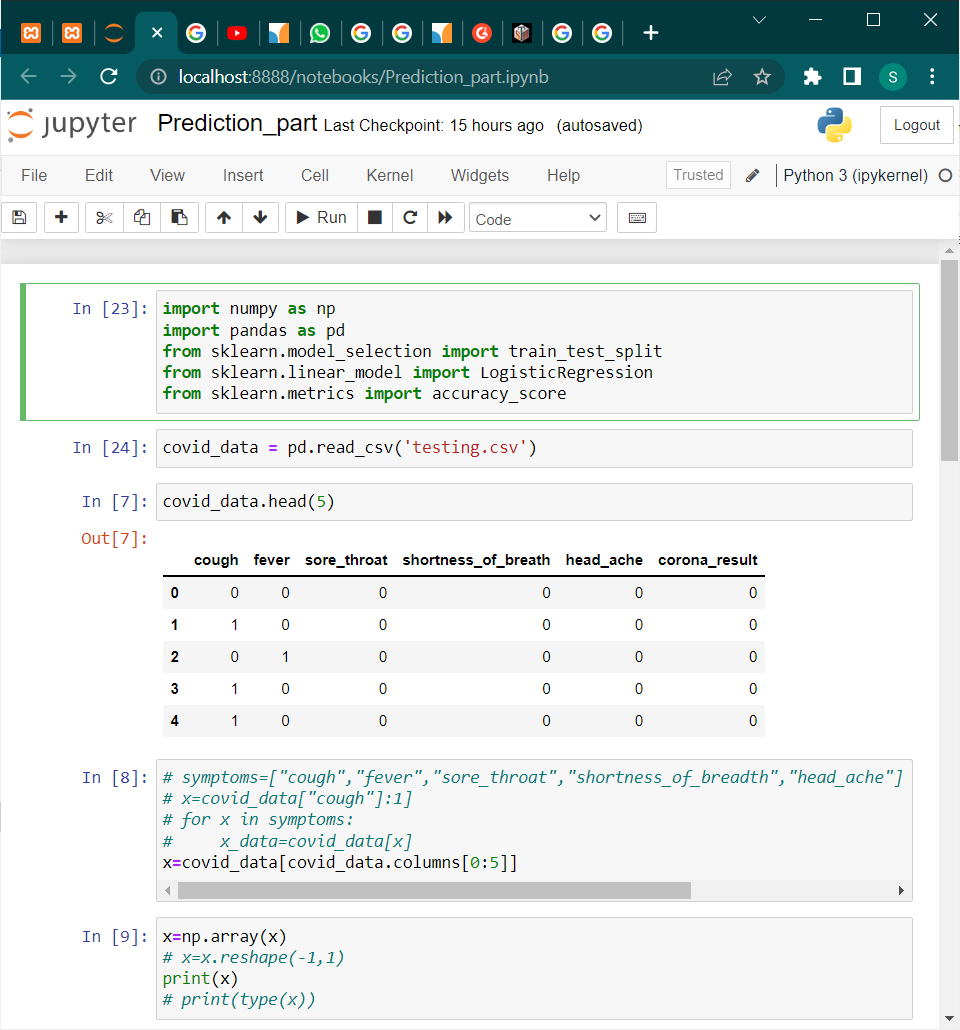 S
localhost:8888/notebooks/Prediction_part.ipynb
jupyter Prediction_part Last Checkpoint: 15 hours ago (autosaved) Logout
File Edit View Insert Cell Kernel Widgets Help Trusted Python 3 (ipykernel)
Run Code
In [23]: import numpy as np
import pandas as pd
from sklearn.model_selection import train_test_split
from sklearn.linear_model import LogisticRegression
from sklearn.metrics import accuracy_score
In [24]: covid_data = pd.read_csv('testing.csv')
In [7]: covid_data.head(5)
Out[7]:
cough fever sore_throat shortness_of_breath head_ache corona_result
0 0 0 0 0 0 0
1 1 0 0 0 0 0
2 0 1 0 0 0 0
3 1 0 0 0 0 0
4 1 0 0 0 0 0
In [8]: # symptoms=["cough","fever","sore_throat","shortness_of_breadth","head_ache"]
# x=covid_data["cough"]:1]
# for x in symptoms:
#     x_data=covid_data[x]
x=covid_data[covid_data.columns[0:5]]
In [9]: x=np.array(x)
# x=x.reshape(-1,1)
print(x)
# print(type(x))